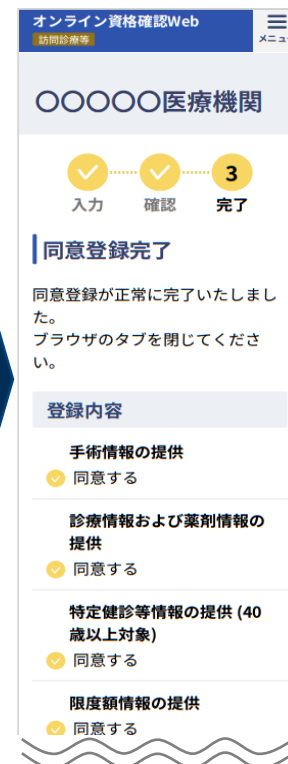 オンライン資格確認Web
訪問診療等
メニュー
〇〇〇〇〇医療機関
3
入力 確認 完了
同意登録完了
同意登録が正常に完了いたしまし
た。
ブラウザのタブを閉じてくださ
い。
登録内容
手術情報の提供
同意する
診療情報および薬剤情報の
提供
同意する
特定健診等情報の提供 (40
歳以上対象)
同意する
限度額情報の提供
同意する